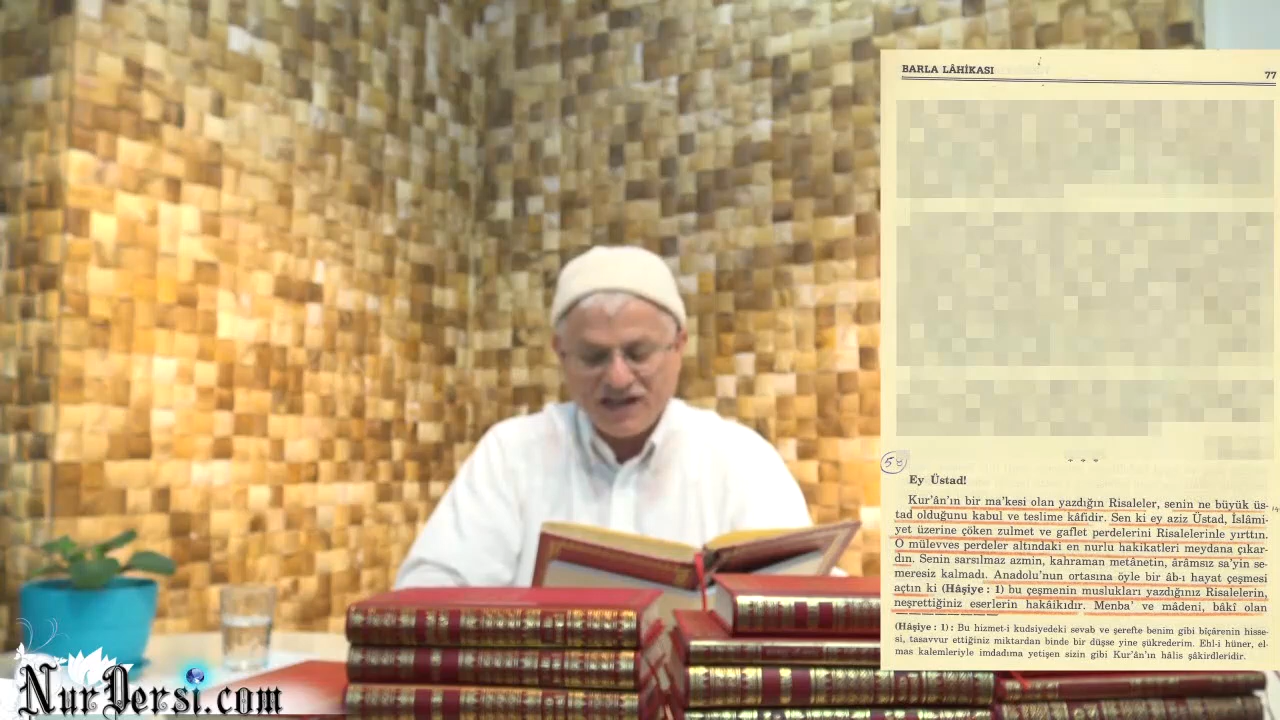 BARLA LÂHİKASI 77
58
Ey Üstad!
Kur'ân'ın bir ma'kesi olan yazdığın Risaleler, senin ne büyük üs-
tad olduğunu kabul ve teslime kâfidir. Sen ki ey aziz Üstad, İslâmi-
yet üzerine çöken zulmet ve gaflet perdelerini Risalelerinle yırttın.
O mülevves perdeler altındaki en nurlu hakikatleri meydana çıkar-
dın. Senin sarsılmaz azmin, kahraman metânetin, ârâmsız sa'yin se-
meresiz kalmadı. Anadolu'nun ortasına öyle bir âb-ı hayat çeşmesi
açtın ki (Hâşiye : 1) bu çeşmenin muslukları yazdığınız Risalelerin,
neşrettiğiniz eserlerin hakâikıdır. Menba' ve mâdeni, bâkî olan
(Hâşiye : 1) : Bu hizmet-i kudsiyedeki sevab ve şerefte benim gibi bîçârenin hisse-
si, tasavvur ettiğiniz miktardan binde bir düşse yine şükrederim. Ehl-i hüner, el-
mas kalemleriyle imdadıma yetişen sizin gibi Kur'ân'ın hâlis şâkirdleridir.
NurDersi.com